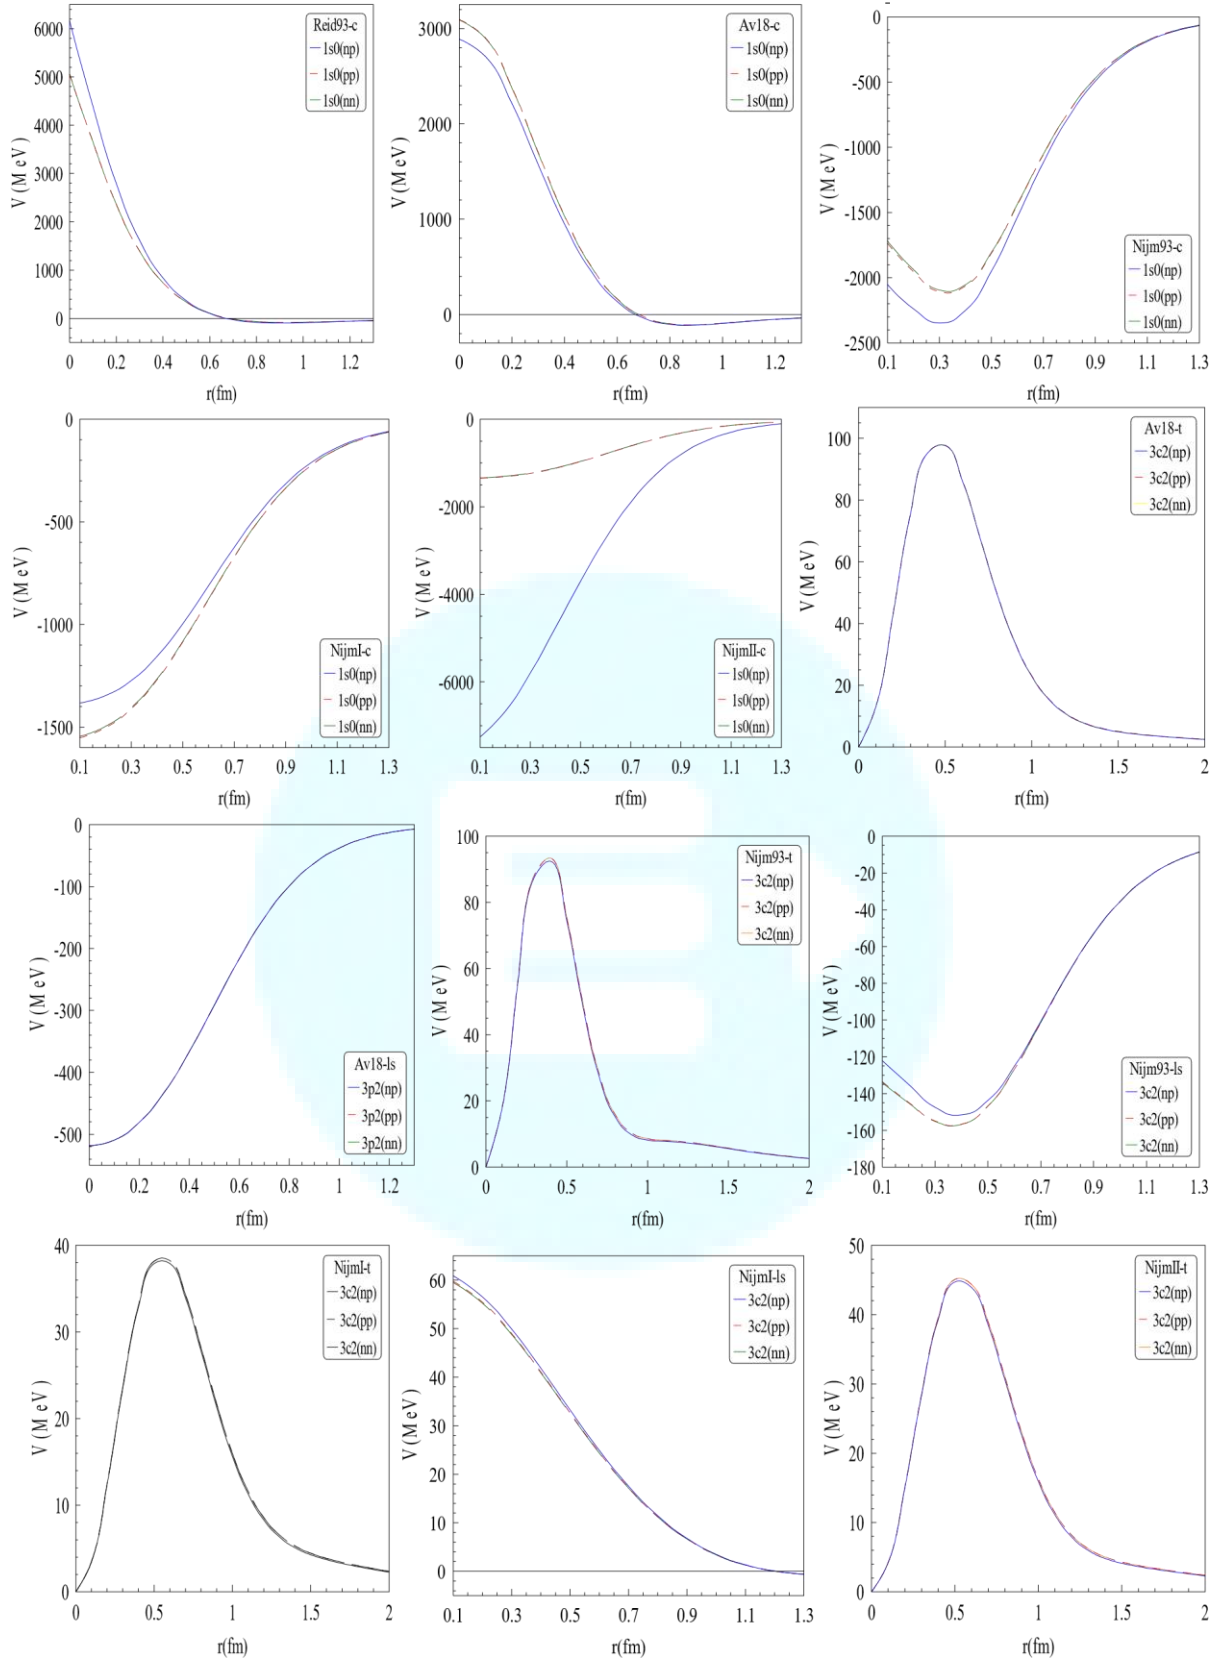 Reid93-c
1s0(np)
1s0(pp)
1s0(nn)
6000
5000
4000
3000
2000
1000
0
V (M eV)
0 0.2 0.4 0.6 0.8 1 1.2
r(fm)
Av18-c
1s0(np)
1s0(pp)
1s0(nn)
3000
2000
1000
0
V (M eV)
0 0.2 0.4 0.6 0.8 1 1.2
r(fm)
0
-500
-1000
-1500
-2000
-2500
V (M eV)
Nijm93-c
1s0(np)
1s0(pp)
1s0(nn)
0.1 0.3 0.5 0.7 0.9 1.1 1.3
r(fm)
0
-500
-1000
-1500
V (M eV)
NijmI-c
1s0(np)
1s0(pp)
1s0(nn)
0.1 0.3 0.5 0.7 0.9 1.1 1.3
r(fm)
0
-2000
-4000
-6000
V (M eV)
NijmII-c
1s0(np)
1s0(pp)
1s0(nn)
0.1 0.3 0.5 0.7 0.9 1.1 1.3
r(fm)
Av18-t
3c2(np)
3c2(pp)
3c2(nn)
100
80
60
40
20
0
V (M eV)
0 0.5 1 1.5 2
r(fm)
0
-100
-200
-300
-400
-500
V (M eV)
Av18-ls
3p2(np)
3p2(pp)
3p2(nn)
0 0.2 0.4 0.6 0.8 1 1.2
r(fm)
100
80
60
40
20
0
V (M eV)
Nijm93-t
3c2(np)
3c2(pp)
3c2(nn)
0 0.5 1 1.5 2
r(fm)
0
-20
-40
-60
-80
-100
-120
-140
-160
-180
V (M eV)
Nijm93-ls
3c2(np)
3c2(pp)
3c2(nn)
0.1 0.3 0.5 0.7 0.9 1.1 1.3
r(fm)
40
30
20
10
0
V (M eV)
NijmI-t
3c2(np)
3c2(pp)
3c2(nn)
0 0.5 1 1.5 2
r(fm)
60
50
40
30
20
10
0
V (M eV)
NijmI-ls
3c2(np)
3c2(pp)
3c2(nn)
0.1 0.3 0.5 0.7 0.9 1.1 1.3
r(fm)
50
40
30
20
10
0
V (M eV)
NijmII-t
3c2(np)
3c2(pp)
3c2(nn)
0 0.5 1 1.5 2
r(fm)